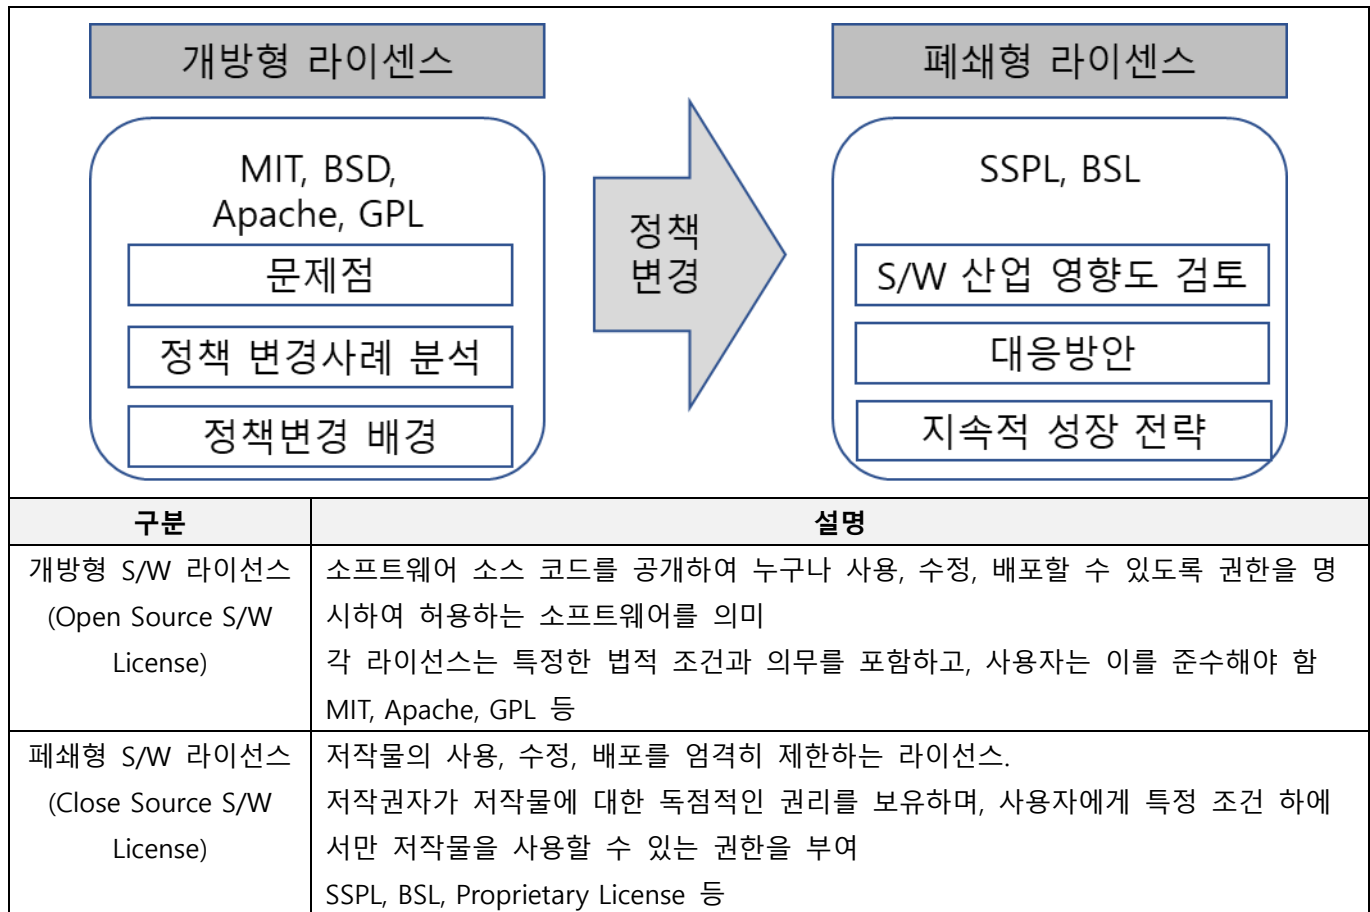 개방형 라이센스
폐쇄형 라이센스
MIT, BSD,
Apache, GPL
문제점
정책 변경사례 분석
정책변경 배경
정책
변경
SSPL, BSL
S/W 산업 영향도 검토
대응방안
지속적 성장 전략
구분
설명
개방형 S/W 라이선스
(Open Source S/W
License)
소프트웨어 소스 코드를 공개하여 누구나 사용, 수정, 배포할 수 있도록 권한을 명
시하여 허용하는 소프트웨어를 의미
각 라이선스는 특정한 법적 조건과 의무를 포함하고, 사용자는 이를 준수해야 함
MIT, Apache, GPL 등
폐쇄형 S/W 라이선스
(Close Source S/W
License)
저작물의 사용, 수정, 배포를 엄격히 제한하는 라이선스.
저작권자가 저작물에 대한 독점적인 권리를 보유하며, 사용자에게 특정 조건 하에
서만 저작물을 사용할 수 있는 권한을 부여
SSPL, BSL, Proprietary License 등